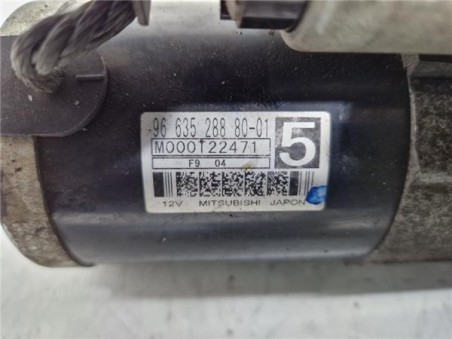 96 635 288 80-01
M000T22471
5
F9 04
12V MITSUBISHI JAPON